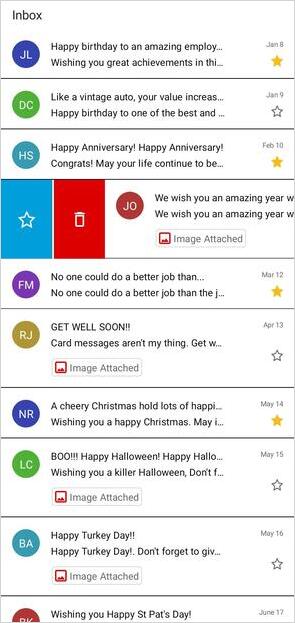 Inbox
JL
Happy birthday to an amazing employ...
Jan 8
Wishing you great achievements in thi...
DC
Like a vintage auto, your value increas...
Jan 9
Happy birthday to one of the best and ...
HS
Happy Anniversary! Happy Anniversary!
Feb 10
Congrats! May your life continue to be...
JO
We wish you an amazing year w
We wish you an amazing year w
Image Attached
FM
No one could do a better job than...
Mar 12
No one could do a better job than the j...
RJ
GET WELL SOON!!
Apr 13
Card messages aren't my thing. Get w...
Image Attached
NR
A cheery Christmas hold lots of happi...
May 14
Wishing you a happy Christmas. May i...
LC
BOO!!! Happy Halloween! Happy Hallo...
May 15
Wishing you a killer Halloween, Don't f...
Image Attached
BA
Happy Turkey Day!!
May 16
Happy Turkey Day!. Don't forget to giv...
Image Attached
RK
Wishing you Happy St Pat's Day!
June 17